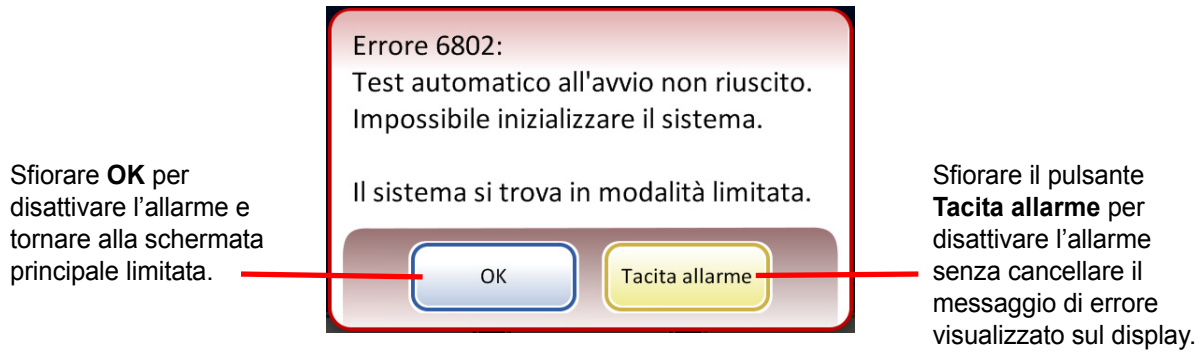 Errore 6802:
Test automatico all'avvio non riuscito.
Impossibile inizializzare il sistema.
Il sistema si trova in modalità limitata.
Sfiorare OK per
disattivare l’allarme e
tornare alla schermata
principale limitata.
OK
Tacita allarme
Sfiorare il pulsante
Tacita allarme per
disattivare l’allarme
senza cancellare il
messaggio di errore
visualizzato sul display.